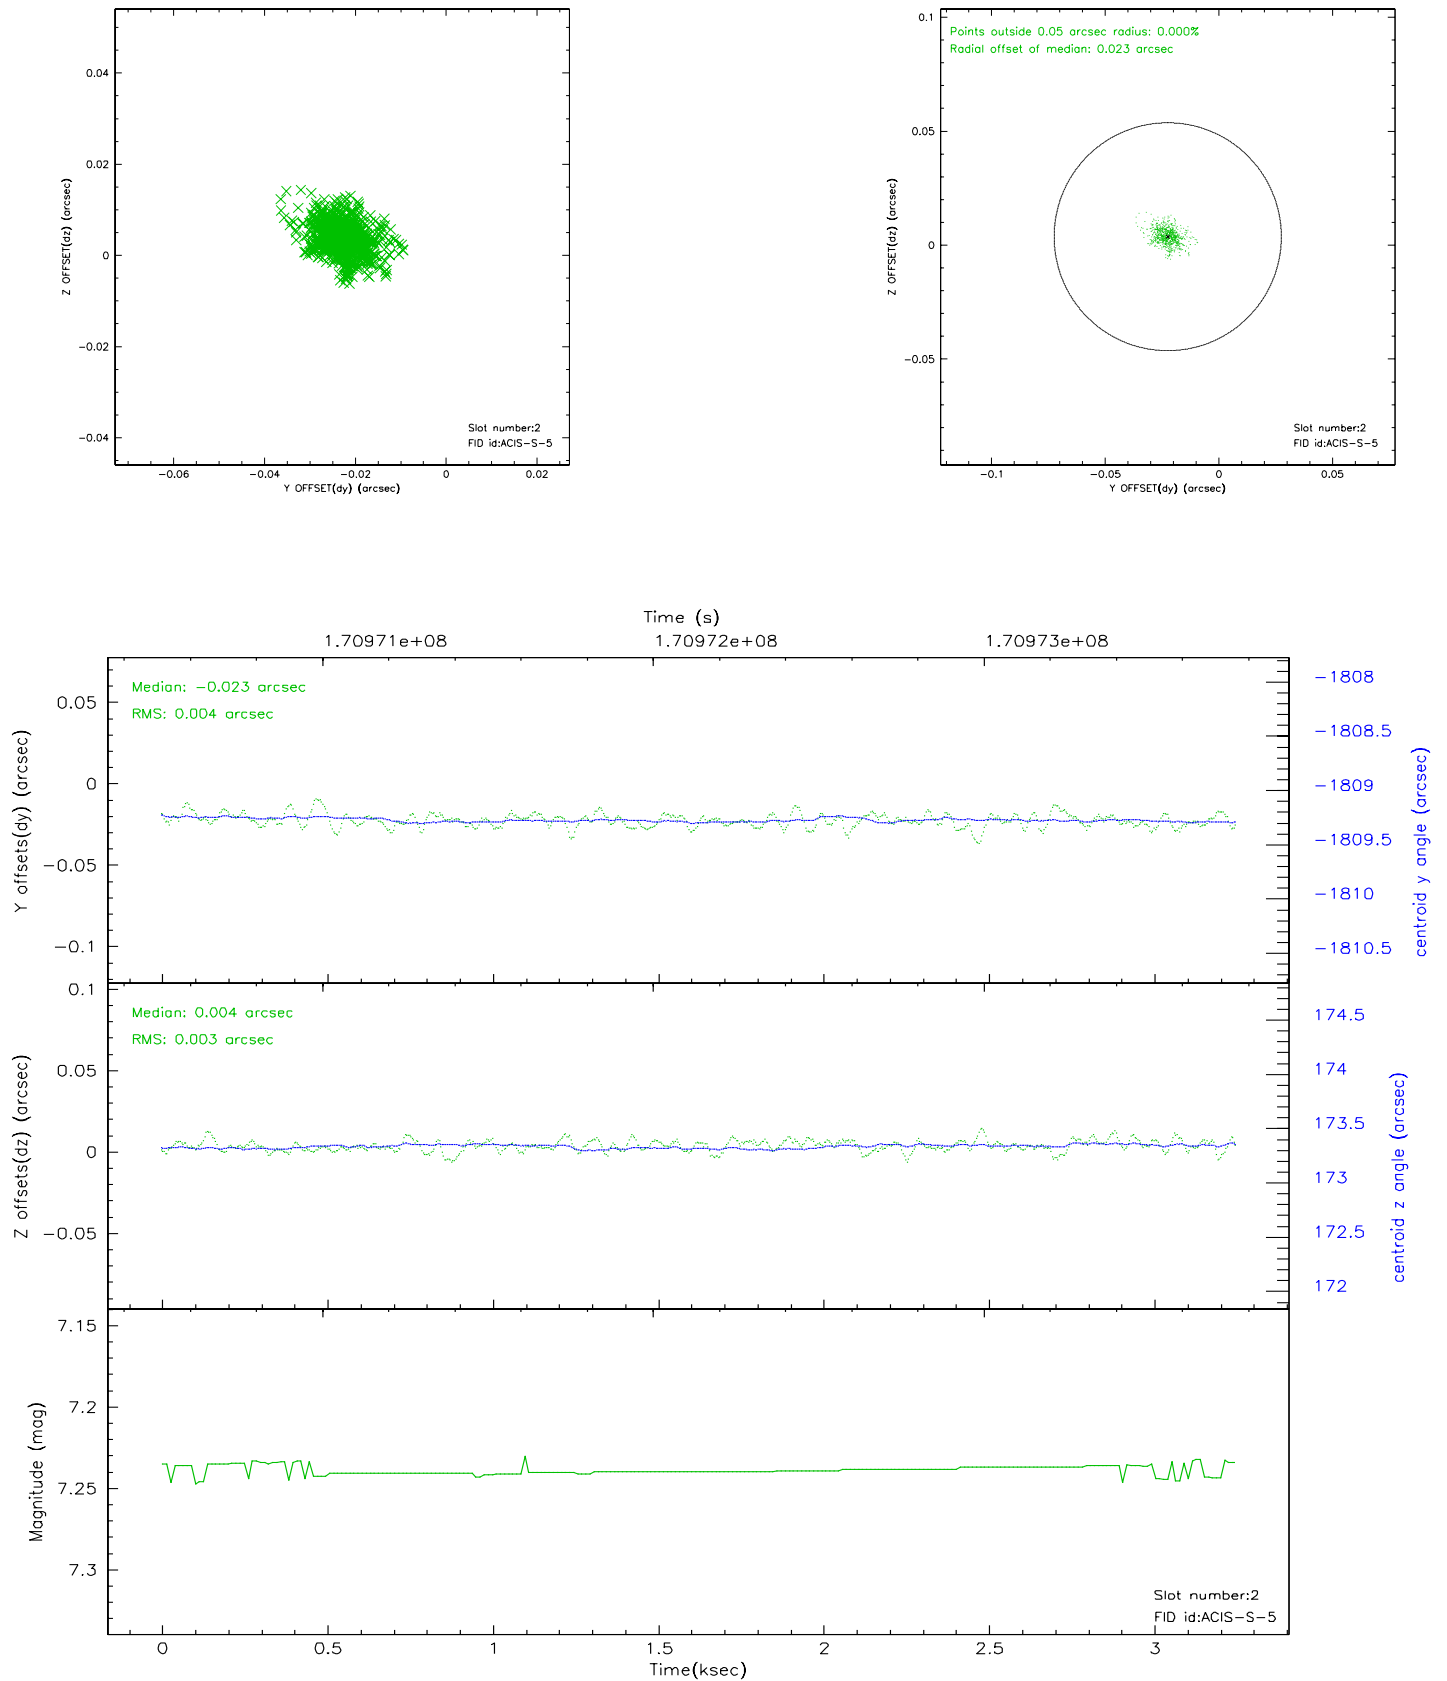 0.04
0.02
0
−0.02
−0.04
Z OFFSET(dz) (arcsec)
Slot number:2
FID id:ACIS−S−5
−0.06
−0.04
−0.02
0
0.02
Y OFFSET(dy) (arcsec)
Points outside 0.05 arcsec radius: 0.000%
Radial offset of median: 0.023 arcsec
0.1
0.05
0
−0.05
Z OFFSET(dz) (arcsec)
Slot number:2
FID id:ACIS−S−5
−0.1
−0.05
0
0.05
Y OFFSET(dy) (arcsec)
Time (s)
1.70971e+08
1.70972e+08
1.70973e+08
Median: −0.023 arcsec
RMS: 0.004 arcsec
0.05
0
−0.05
−0.1
Y offsets(dy) (arcsec)
−1808
−1808.5
−1809
−1809.5
−1810
−1810.5
centroid y angle (arcsec)
Median: 0.004 arcsec
RMS: 0.003 arcsec
0.1
0.05
0
−0.05
Z offsets(dz) (arcsec)
174.5
174
173.5
173
172.5
172
centroid z angle (arcsec)
7.15
7.2
7.25
7.3
Magnitude (mag)
Slot number:2
FID id:ACIS−S−5
0
0.5
1
1.5
2
2.5
3
Time(ksec)